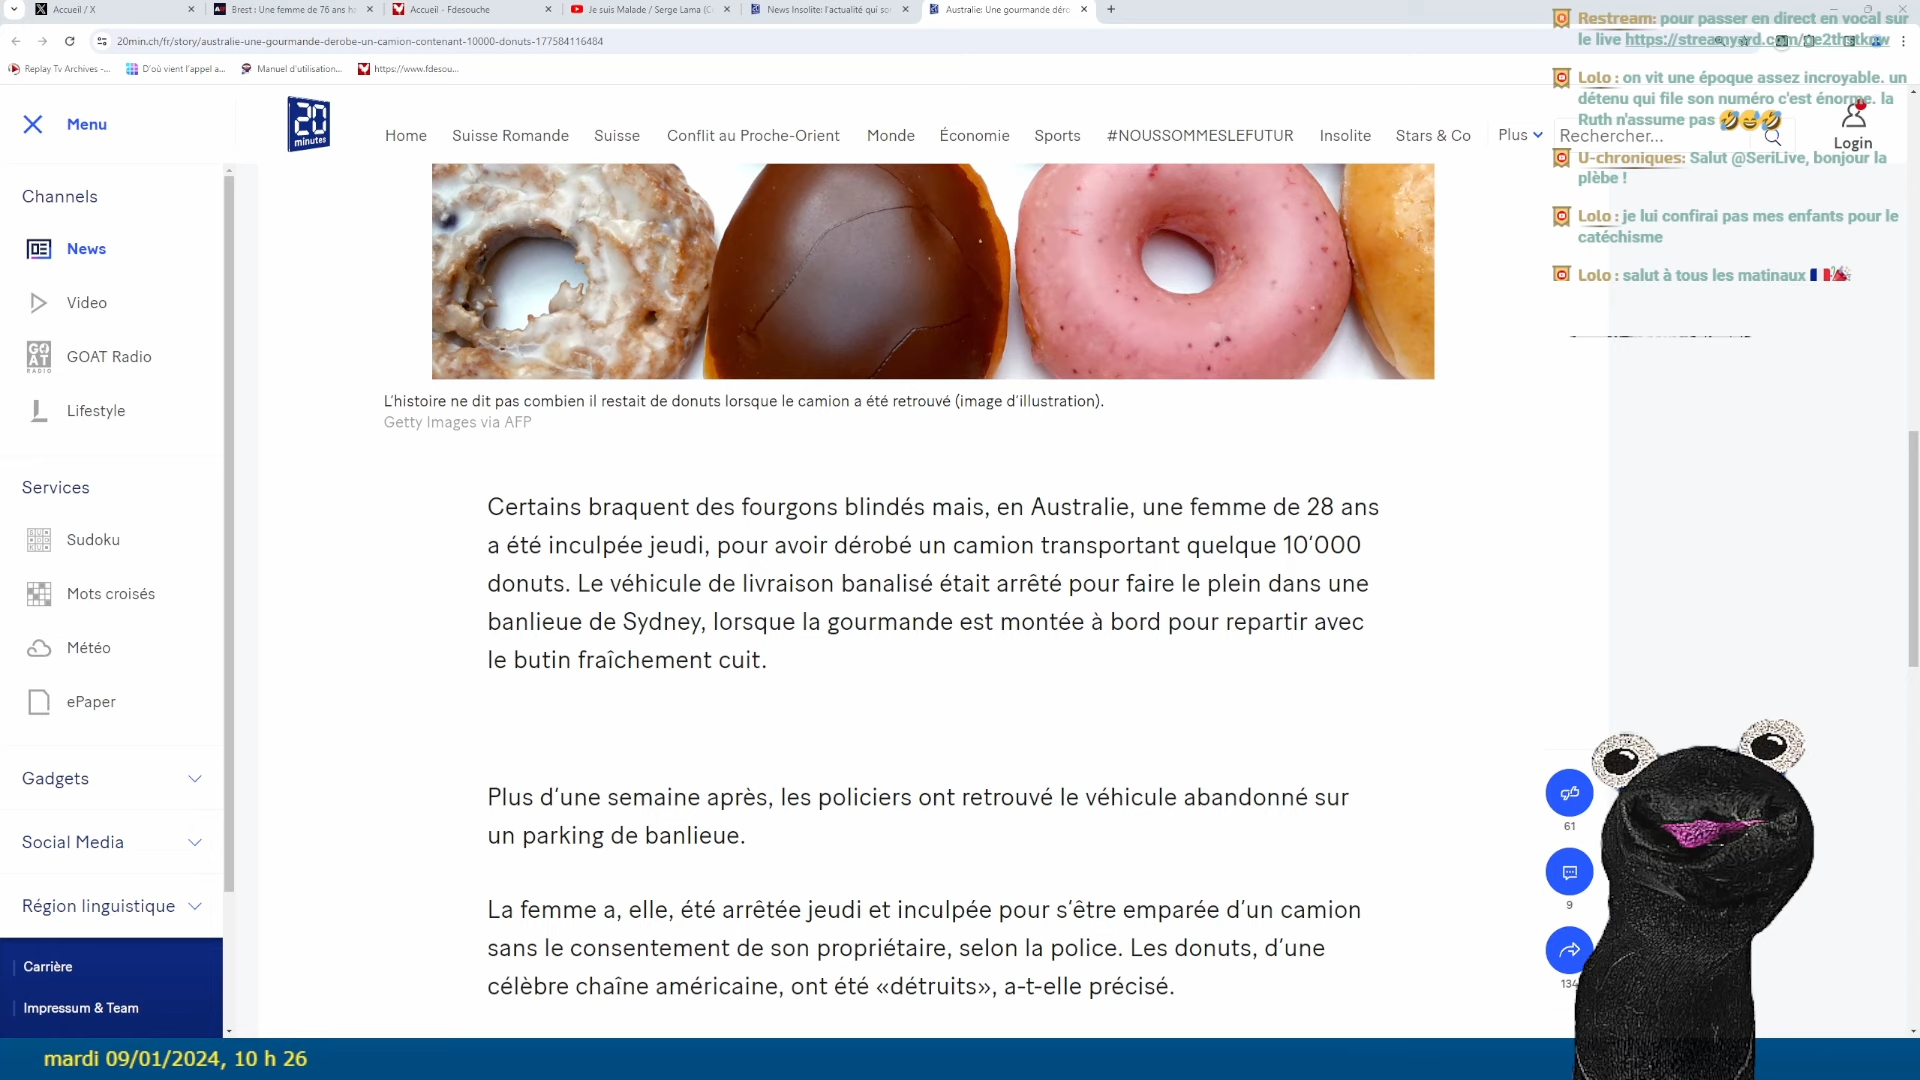 Accueil / X
Brest : Une femme de 76 ans ha
Accueil - Fdesouche
Je suis Malade / Serge Lama (C
News Insolite: l'actualité qui so
Australie: Une gourmande déro
20min.ch/fr/story/australie-une-gourmande-derobe-un-camion-contenant-10000-donuts-177584116484
Replay Tv Archives -...
D'où vient l'appel a...
Manuel d'utilisation...
https://www.fdesou...
Restream: pour passer en direct en vocal sur
le live
Lolo : on vit une époque assez incroyable. un
détenu qui file son numéro c'est énorme. la
Ruth n'assume pas 🤣😅🤣
U-chroniques: Salut @SeriLive, bonjour la
plèbe !
Lolo : je lui confirai pas mes enfants pour le
catéchisme
Lolo : salut à tous les matinaux 🇫🇷🎉
Menu
20
minutes
Home
Suisse Romande
Suisse
Conflit au Proche-Orient
Monde
Économie
Sports
#NOUSSOMMESLEFUTUR
Insolite
Stars & Co
Plus
Rechercher...
Login
Channels
News
Video
GOAT RADIO
GOAT Radio
Lifestyle
Services
Sudoku
Mots croisés
Météo
ePaper
Gadgets
Social Media
Région linguistique
Carrière
Impressum & Team
L'histoire ne dit pas combien il restait de donuts lorsque le camion a été retrouvé (image d'illustration).
Getty Images via AFP
Certains braquent des fourgons blindés mais, en Australie, une femme de 28 ans
a été inculpée jeudi, pour avoir dérobé un camion transportant quelque 10'000
donuts. Le véhicule de livraison banalisé était arrêté pour faire le plein dans une
banlieue de Sydney, lorsque la gourmande est montée à bord pour repartir avec
le butin fraîchement cuit.
Plus d'une semaine après, les policiers ont retrouvé le véhicule abandonné sur
un parking de banlieue.
La femme a, elle, été arrêtée jeudi et inculpée pour s'être emparée d'un camion
sans le consentement de son propriétaire, selon la police. Les donuts, d'une
célèbre chaîne américaine, ont été «détruits», a-t-elle précisé.
61
9
134
mardi 09/01/2024, 10 h 26